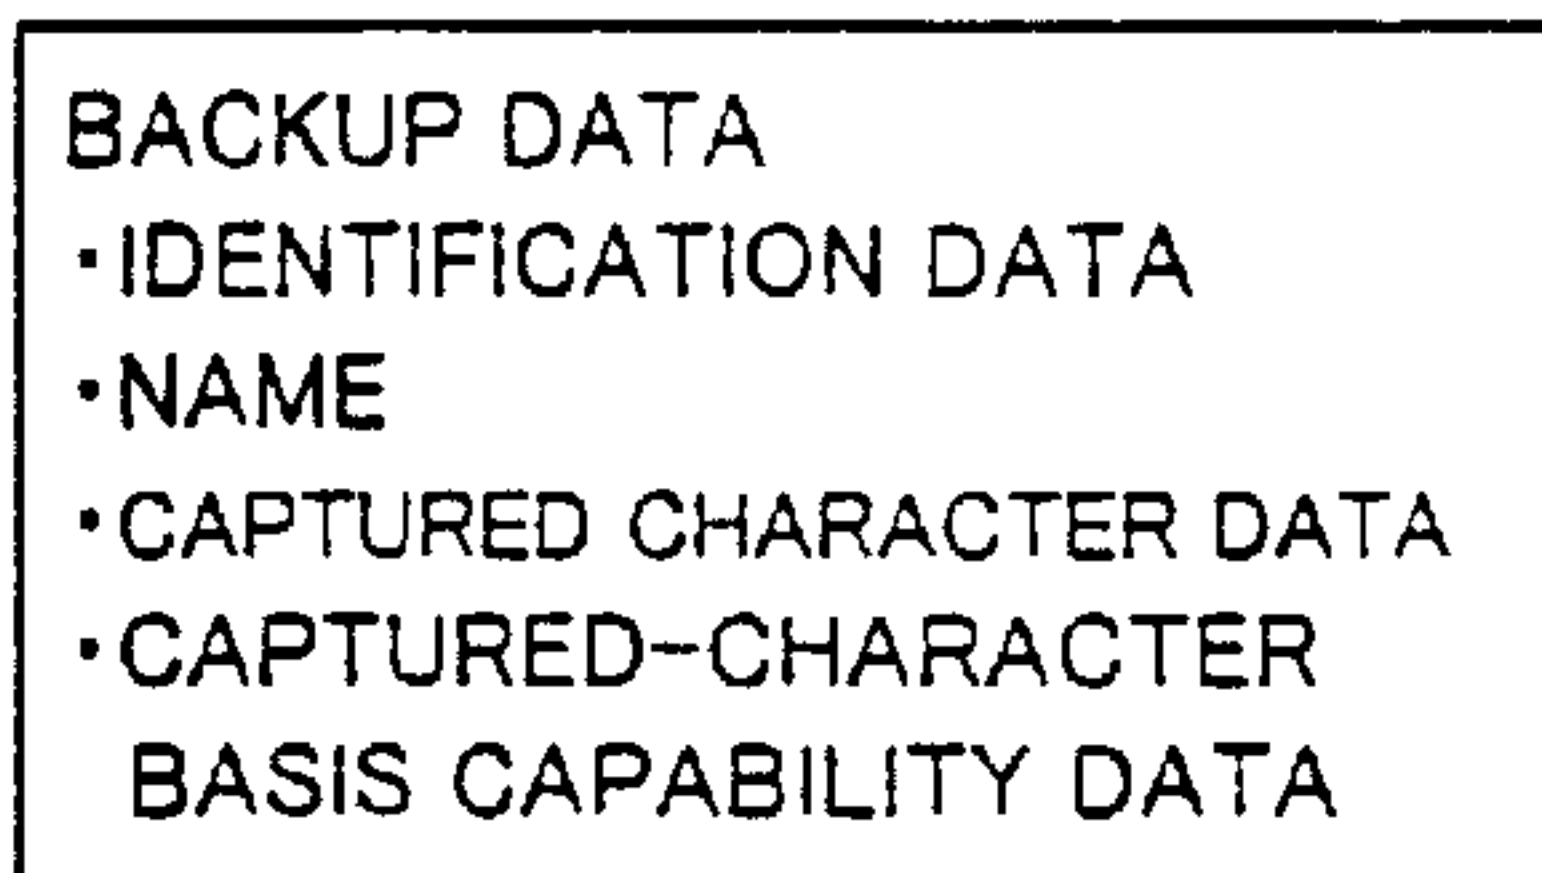 BACKUP DATA
・IDENTIFICATION DATA
・NAME
・CAPTURED CHARACTER DATA
・CAPTURED-CHARACTER
BASIS CAPABILITY DATA